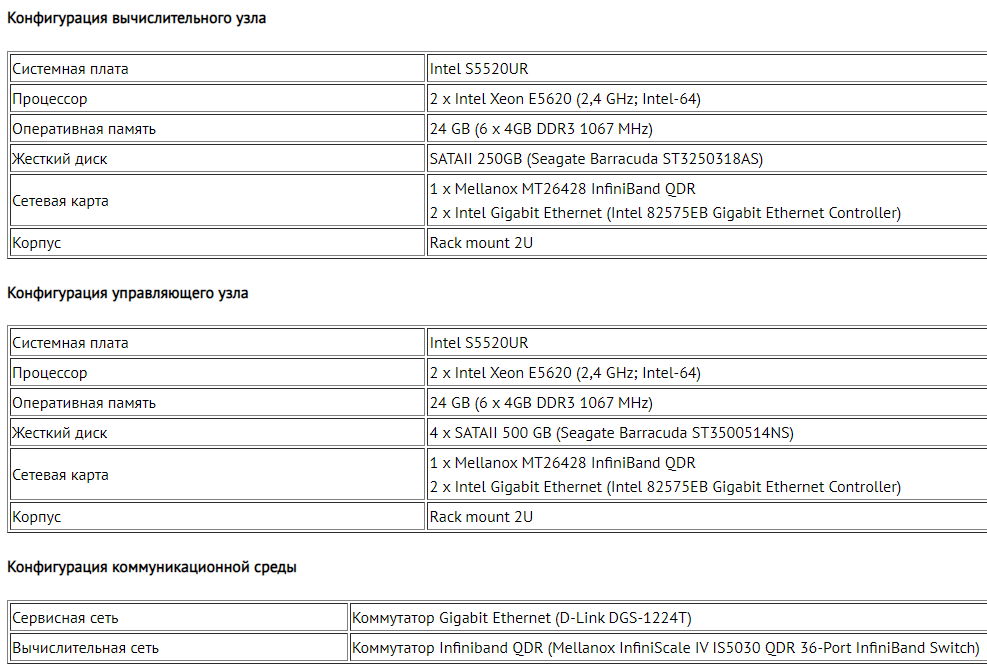 Конфигурация вычислительного узла
Системная плата Intel S5520UR
Процессор 2 x Intel Xeon E5620 (2,4 GHz; Intel-64)
Оперативная память 24 GB (6 x 4GB DDR3 1067 MHz)
Жесткий диск SATAII 250GB (Seagate Barracuda ST3250318AS)
Сетевая карта 1 x Mellanox MT26428 InfiniBand QDR
2 x Intel Gigabit Ethernet (Intel 82575EB Gigabit Ethernet Controller)
Корпус Rack mount 2U
Конфигурация управляющего узла
Системная плата Intel S5520UR
Процессор 2 x Intel Xeon E5620 (2,4 GHz; Intel-64)
Оперативная память 24 GB (6 x 4GB DDR3 1067 MHz)
Жесткий диск 4 x SATAII 500 GB (Seagate Barracuda ST3500514NS)
Сетевая карта 1 x Mellanox MT26428 InfiniBand QDR
2 x Intel Gigabit Ethernet (Intel 82575EB Gigabit Ethernet Controller)
Корпус Rack mount 2U
Конфигурация коммуникационной среды
Сервисная сеть Коммутатор Gigabit Ethernet (D-Link DGS-1224T)
Вычислительная сеть Коммутатор Infiniband QDR (Mellanox InfiniScale IV IS5030 QDR 36-Port InfiniBand Switch)